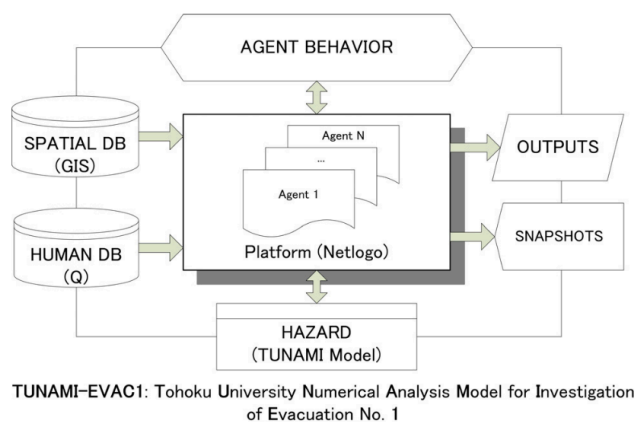 AGENT BEHAVIOR
SPATIAL DB
(GIS)
HUMAN DB
(Q)
Agent N
...
Agent 1
Platform (Netlogo)
OUTPUTS
SNAPSHOTS
HAZARD
(TUNAMI Model)
TUNAMI-EVAC1: Tohoku University Numerical Analysis Model for Investigation
of Evacuation No. 1